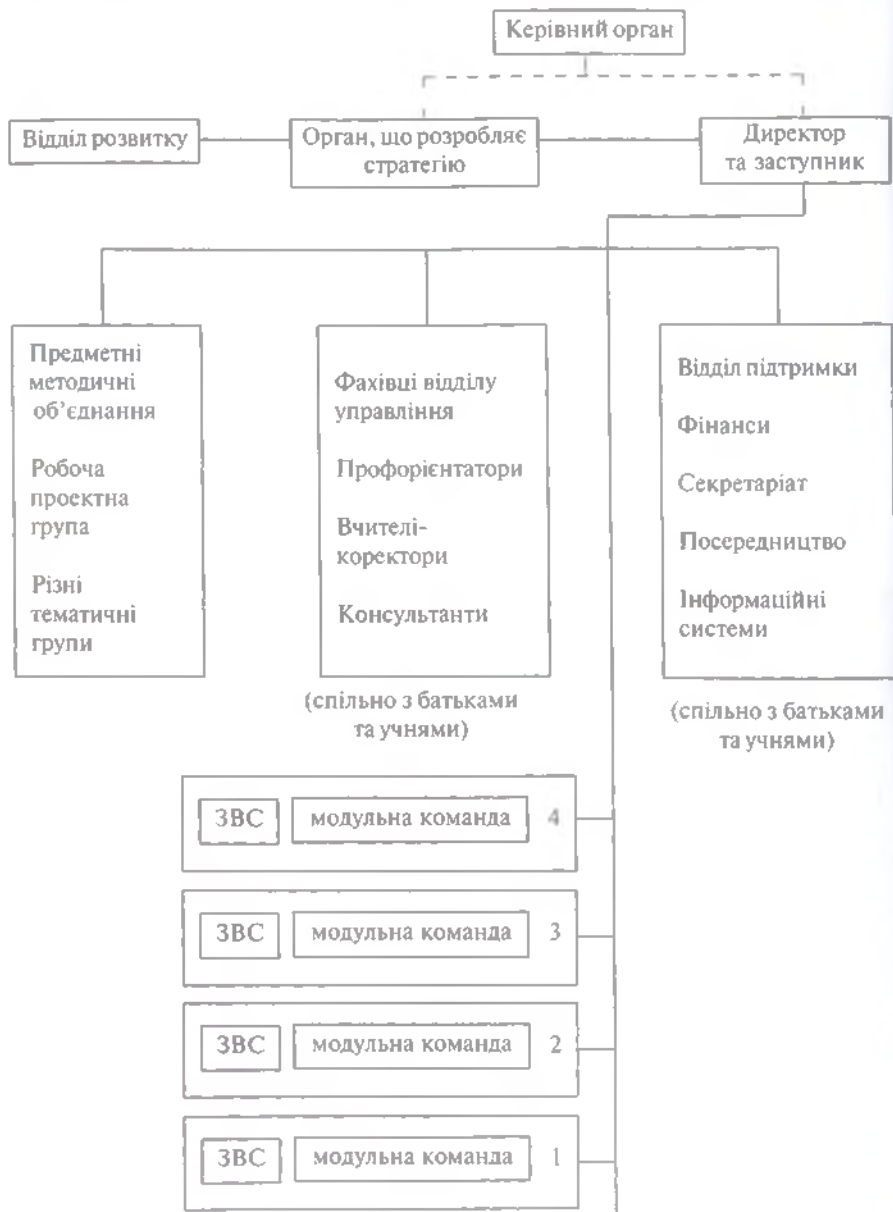 Керівний орган
Відділ розвитку
Орган, що розробляє
стратегію
Директор
та заступник
Предметні
методичні
об’єднання
Робоча
проектна
група
Різні
тематичні
групи
Фахівці відділу
управління
Профорієнтатори
Вчителі-
коректори
Консультанти
(спільно з батьками
та учнями)
Відділ підтримки
Фінанси
Секретаріат
Посередництво
Інформаційні
системи
(спільно з батьками
та учнями)
ЗВС модульна команда 4
ЗВС модульна команда 3
ЗВС модульна команда 2
ЗВС модульна команда 1